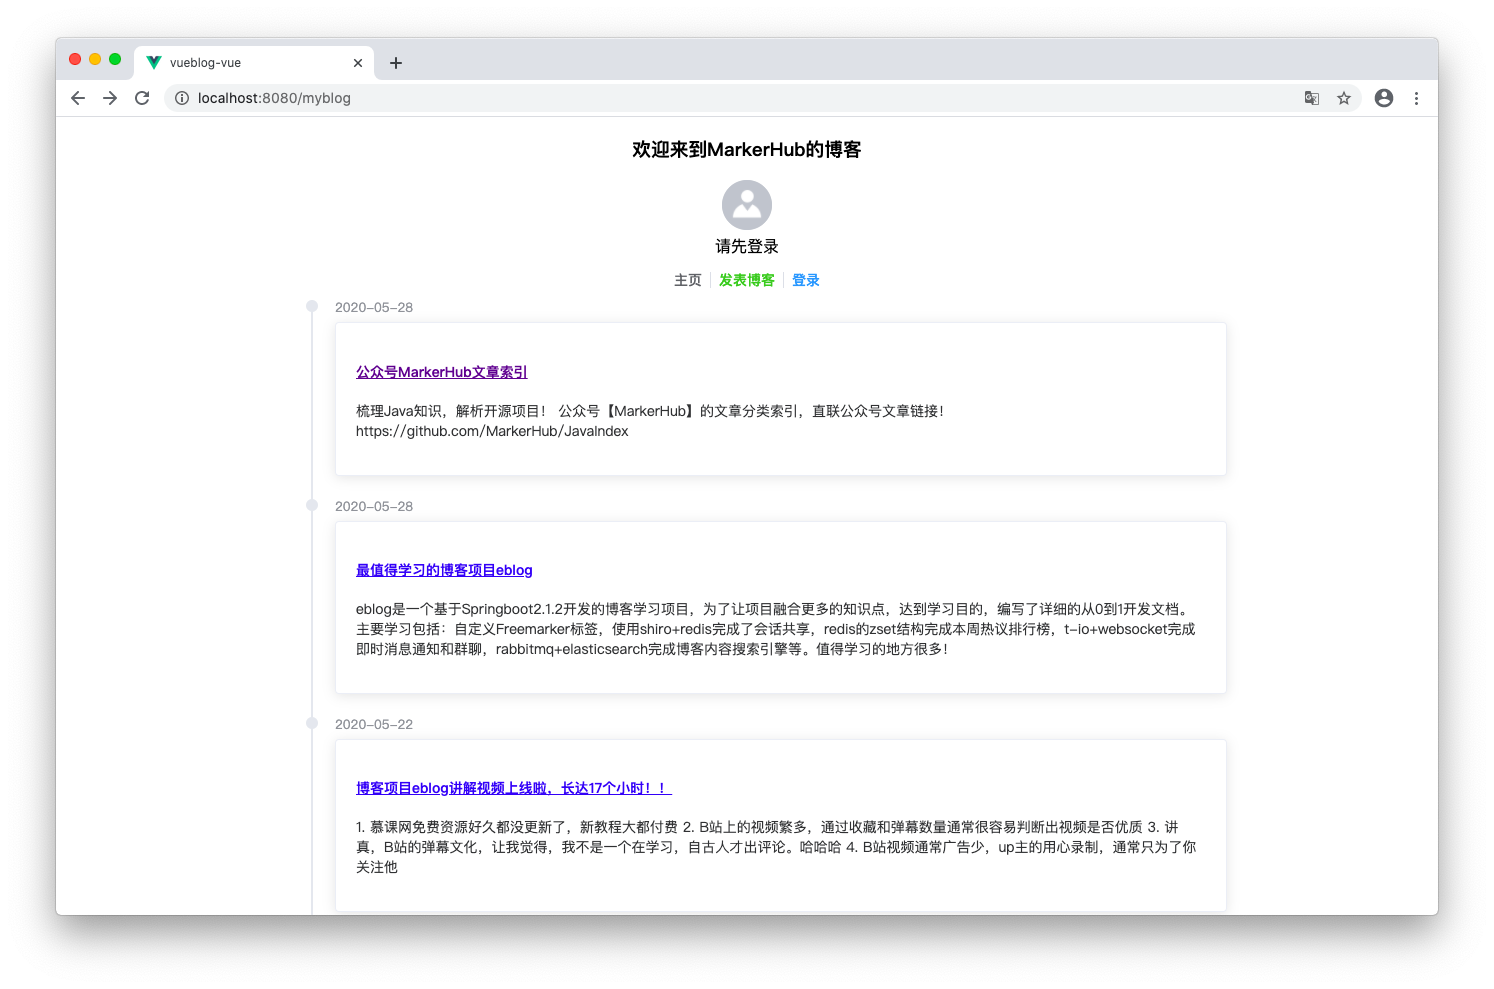 vueblog-vue
localhost:8080/myblog
欢迎来到MarkerHub的博客
请先登录
主页 发表博客 登录
2020-05-28
公众号MarkerHub文章索引
梳理Java知识，解析开源项目！ 公众号【MarkerHub】的文章分类索引，直联公众号文章链接！
https://github.com/MarkerHub/JavaIndex
2020-05-28
最值得学习的博客项目eblog
eblog是一个基于Springboot2.1.2开发的博客学习项目，为了让项目融合更多的知识点，达到学习目的，编写了详细的从0到1开发文档。
主要学习包括：自定义Freemarker标签，使用shiro+redis完成了会话共享，redis的zset结构完成本周热议排行榜，t-io+websocket完成
即时消息通知和群聊，rabbitmq+elasticsearch完成博客内容搜索引擎等。值得学习的地方很多！
2020-05-22
博客项目eblog讲解视频上线啦，长达17个小时！！
1. 慕课网免费资源好久都没更新了，新教程大都付费 2. B站上的视频繁多，通过收藏和弹幕数量通常很容易判断出视频是否优质 3. 讲
真，B站的弹幕文化，让我觉得，我不是一个在学习，自古人才出评论。哈哈哈 4. B站视频通常广告少，up主的用心录制，通常只为了你
关注他